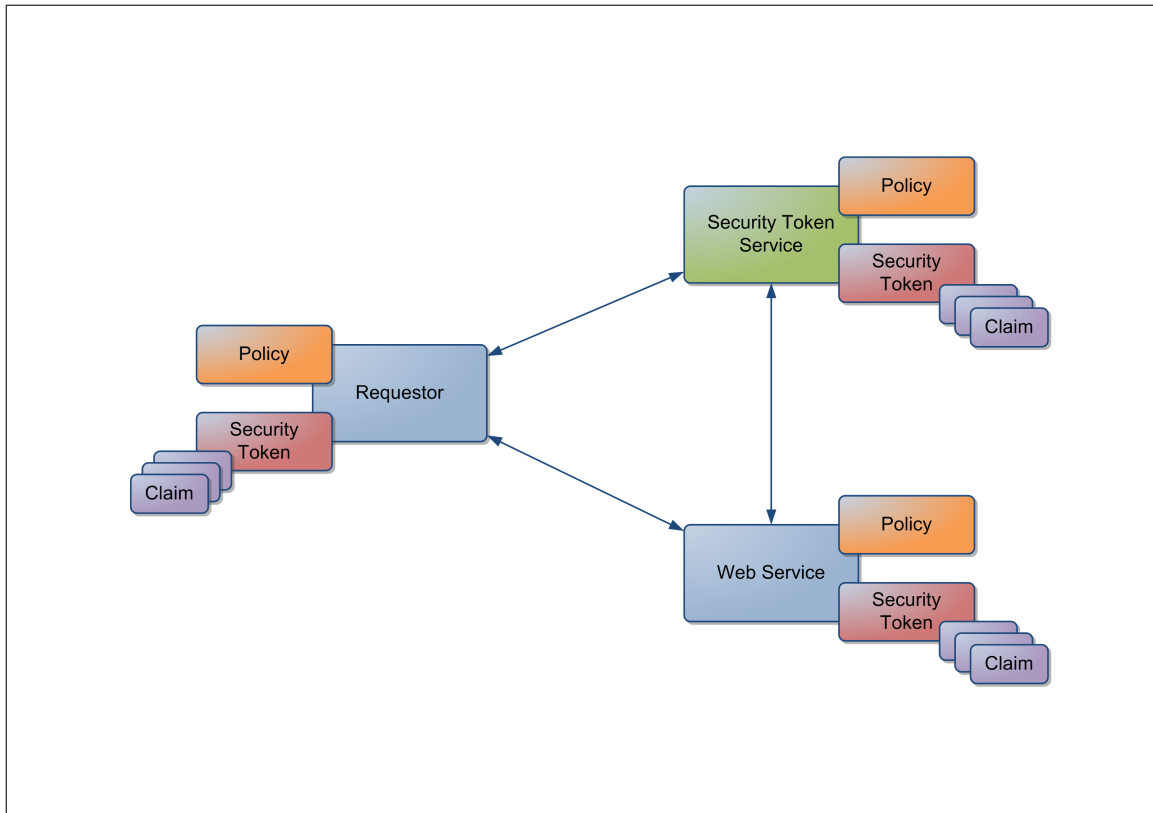 Policy
Security Token
Service
Security
Token
Claim
Policy
Requestor
Security
Token
Claim
Policy
Web Service
Security
Token
Claim